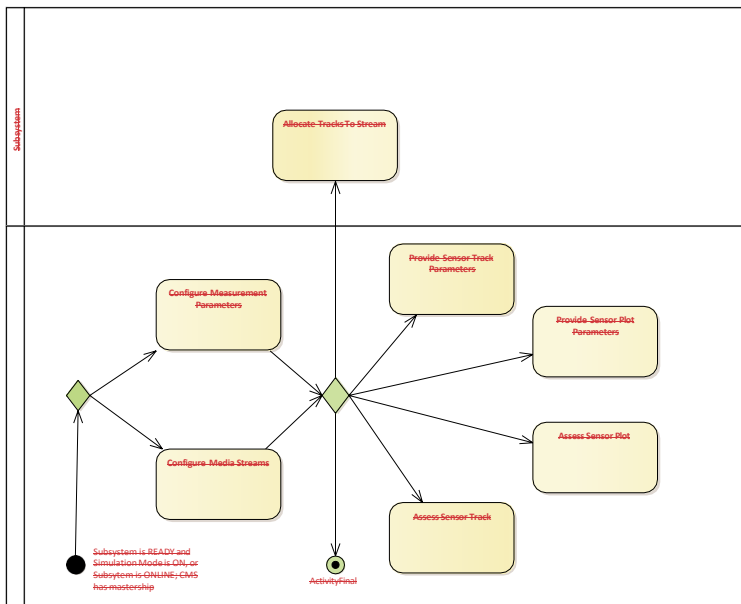 Subsystem
Allocate Tracks To Stream
Provide Sensor Track
Parameters
Configure Measurement
Parameters
Provide Sensor Plot
Parameters
Assess Sensor Plot
Configure Media Streams
Assess Sensor Track
Subsystem is READY and
Simulation Mode is ON, or
Subsytem is ONLINE; CMS
has mastership
ActivityFinal